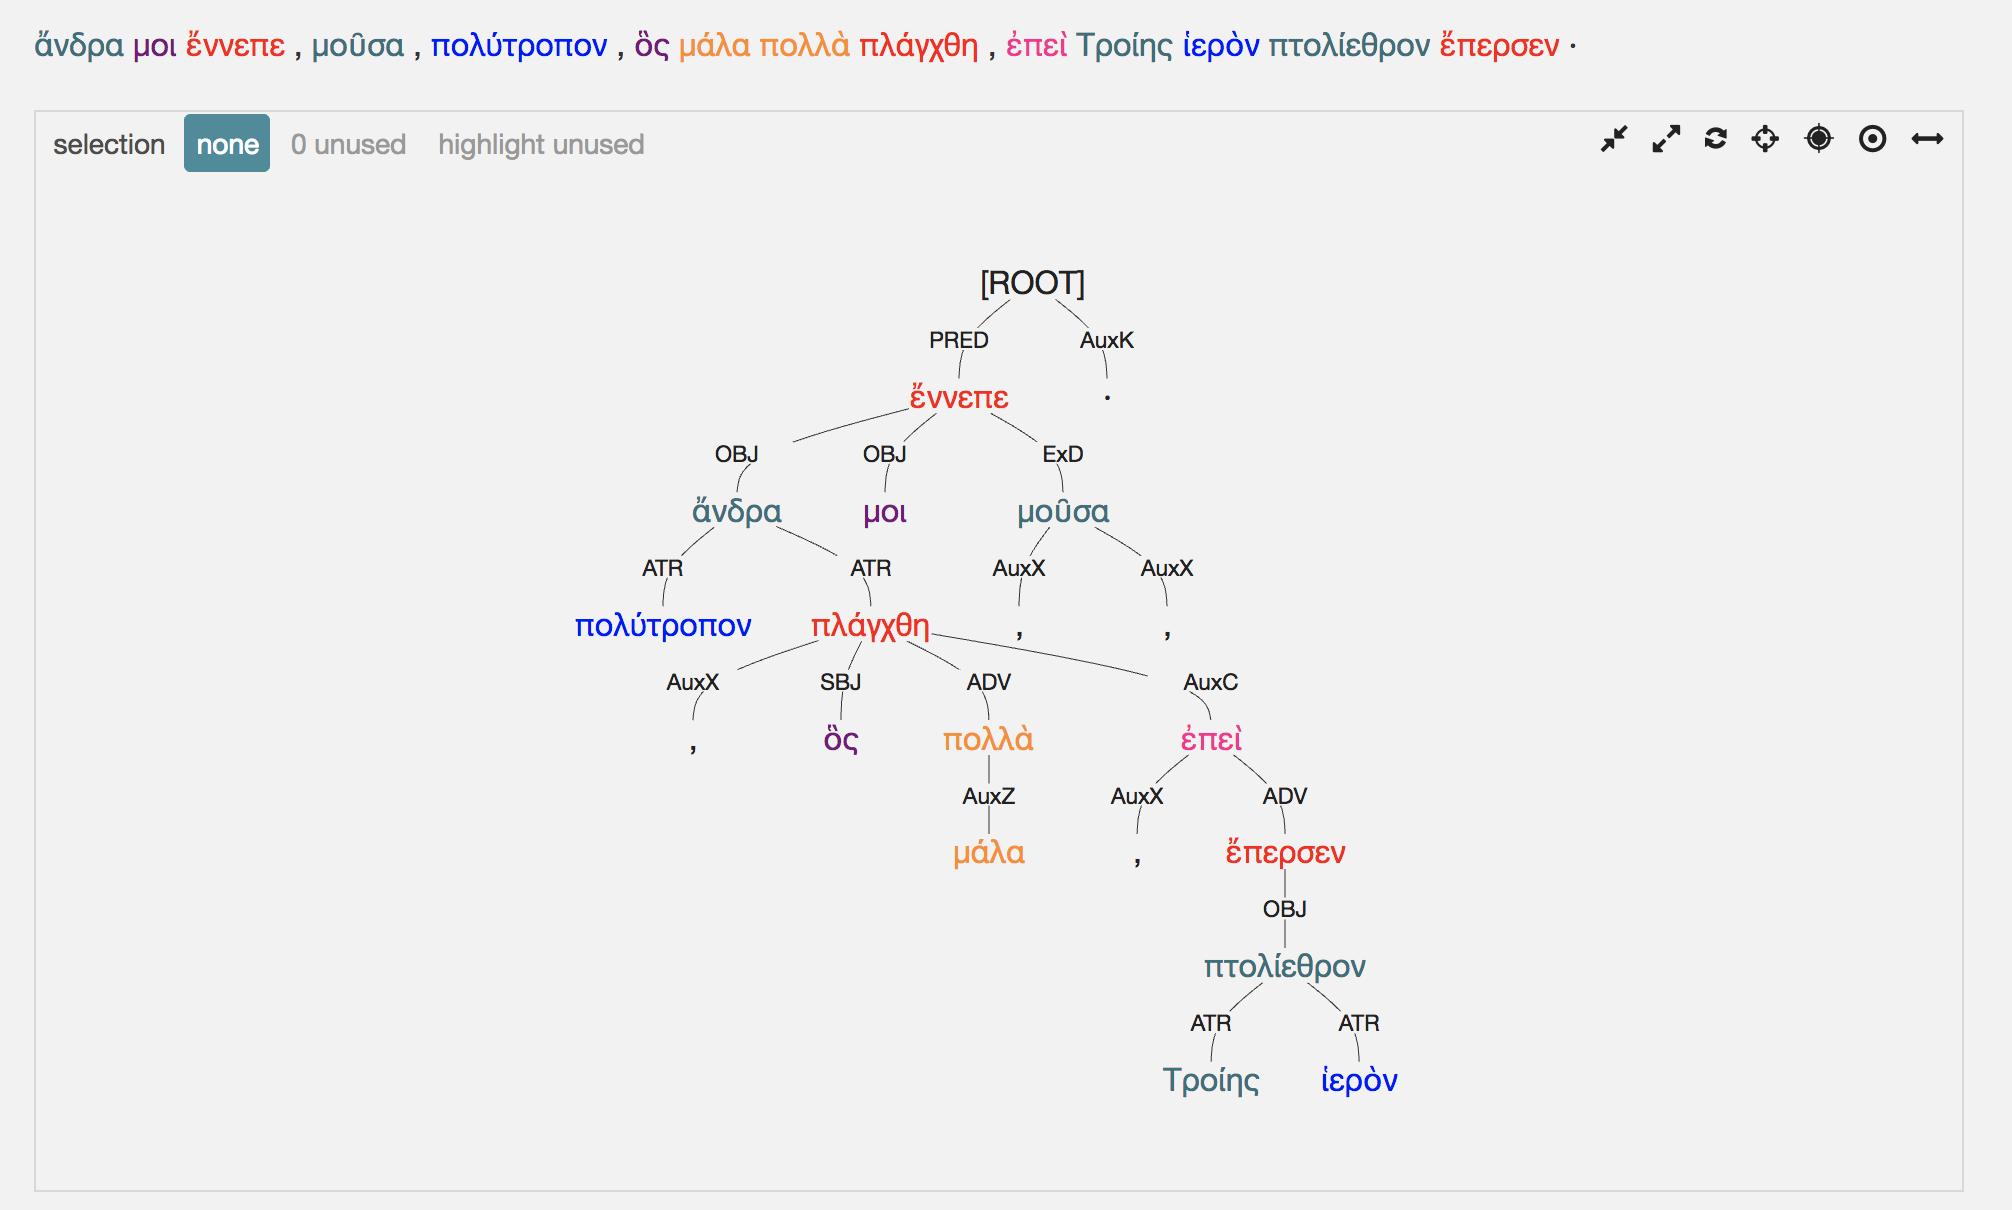 ἄνδρα μοι ἔννεπε , μοῦσα , πολύτροπον , ὃς μάλα πολλὰ πλάγχθη , ἐπεὶ Τροίης ἱερὸν πτολίεθρον ἔπερσεν ·
selection none 0 unused highlight unused
[ROOT]
PRED AuxK
ἔννεπε ·
OBJ OBJ ExD
ἄνδρα μοι μοῦσα
ATR ATR AuxX AuxX
πολύτροπον πλάγχθη , ,
AuxX SBJ ADV AuxC
, ὃς πολλὰ ἐπεὶ
AuxZ AuxX ADV
μάλα , ἔπερσεν
OBJ
πτολίεθρον
ATR ATR
Τροίης ἱερὸν